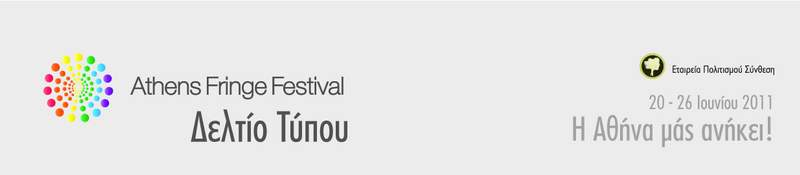 Athens Fringe Festival
Δελτίο Τύπου
Εταιρεία Πολιτισμού Σύνθεση
20 - 26 Ιουνίου 2011
Η Αθήνα μάς ανήκει!